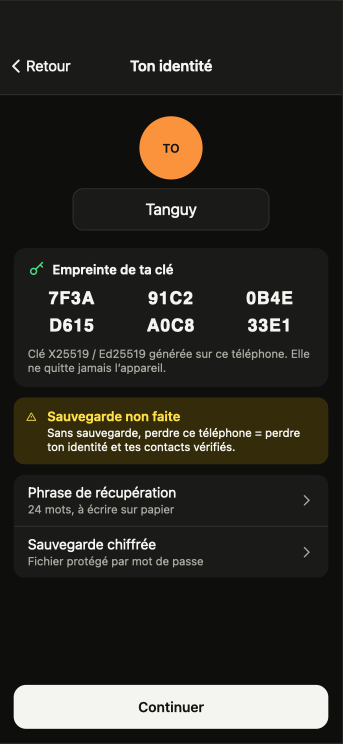 Retour
Ton identité
TO
Tanguy
Empreinte de ta clé
7F3A 91C2 0B4E
D615 A0C8 33E1
Clé X25519 / Ed25519 générée sur ce téléphone. Elle
ne quitte jamais l'appareil.
Sauvegarde non faite
Sans sauvegarde, perdre ce téléphone = perdre
ton identité et tes contacts vérifiés.
Phrase de récupération
24 mots, à écrire sur papier
Sauvegarde chiffrée
Fichier protégé par mot de passe
Continuer